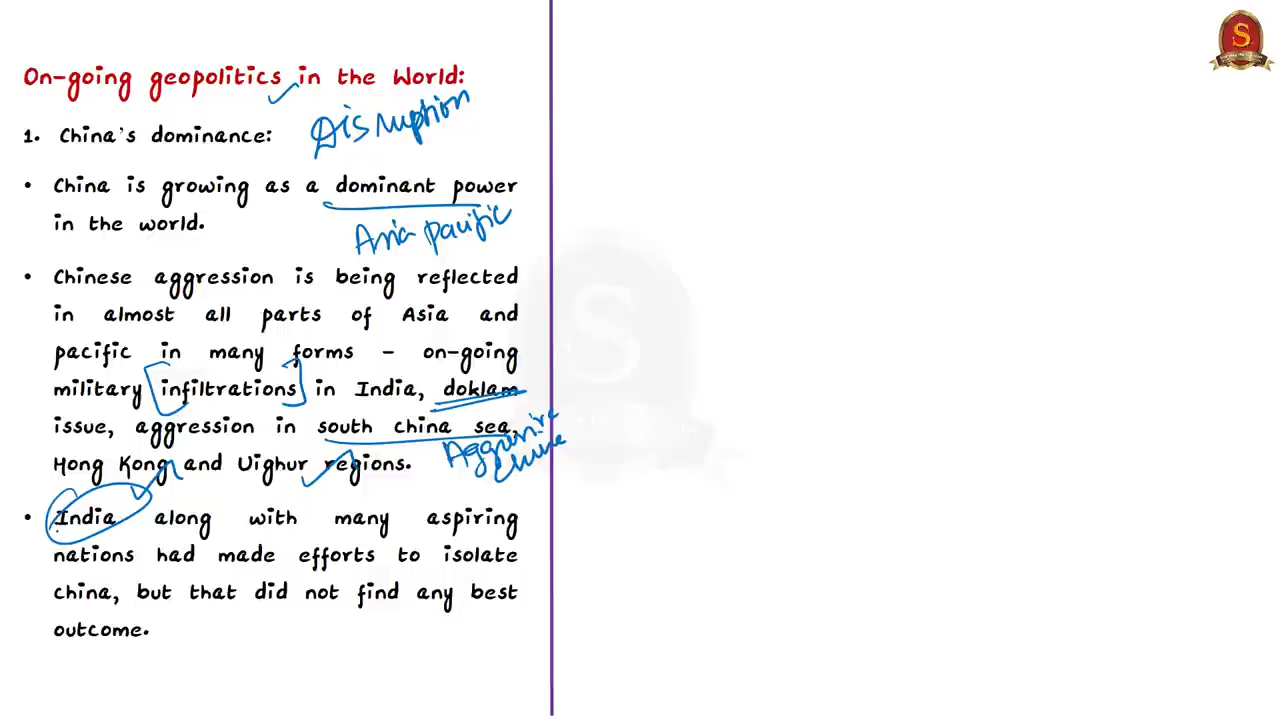 On-going geopolitics in the World:
1. China's dominance:
Disruption
• China is growing as a dominant power
in the world.
Asia pacific
• Chinese aggression is being reflected
in almost all parts of Asia and
pacific in many forms - on-going
military infiltrations in India, doklam
issue, aggression in south china sea,
Hong Kong and Uighur regions.
Aggressive
• India along with many aspiring
nations had made efforts to isolate
china, but that did not find any best
outcome.
S
S